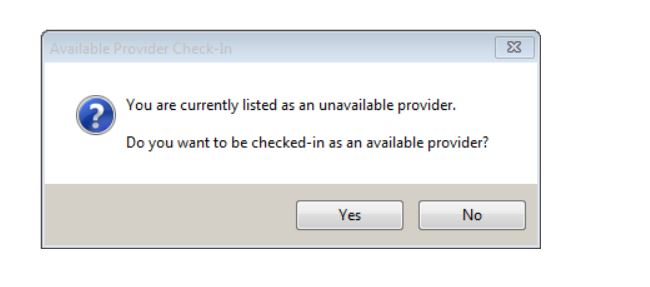 Available Provider Check-In
You are currently listed as an unavailable provider.
Do you want to be checked-in as an available provider?
Yes No